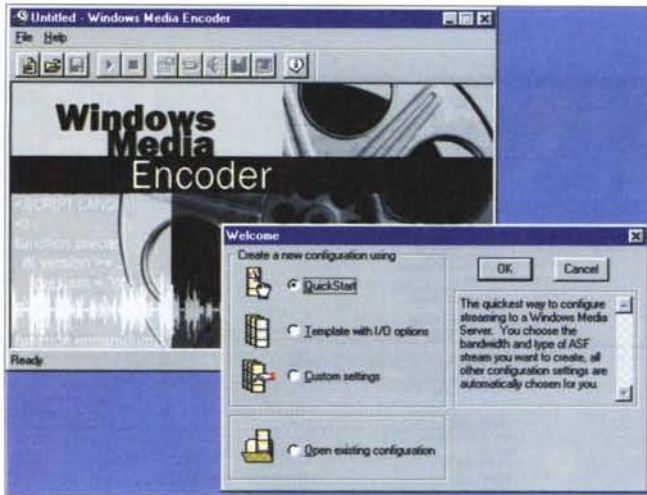 Untitled - Windows Media Encoder
File Help
Windows
Media
Encoder
<SCRIPT LANG
function
Ready
Welcome
Create a new configuration using
QuickStart
Template with I/O options
Custom settings
Open existing configuration
OK Cancel
The quickest way to configure
streaming to a Windows Media
Server. You choose the
bandwidth and type of ASF
stream you want to create, all
other configuration settings are
automatically chosen for you.